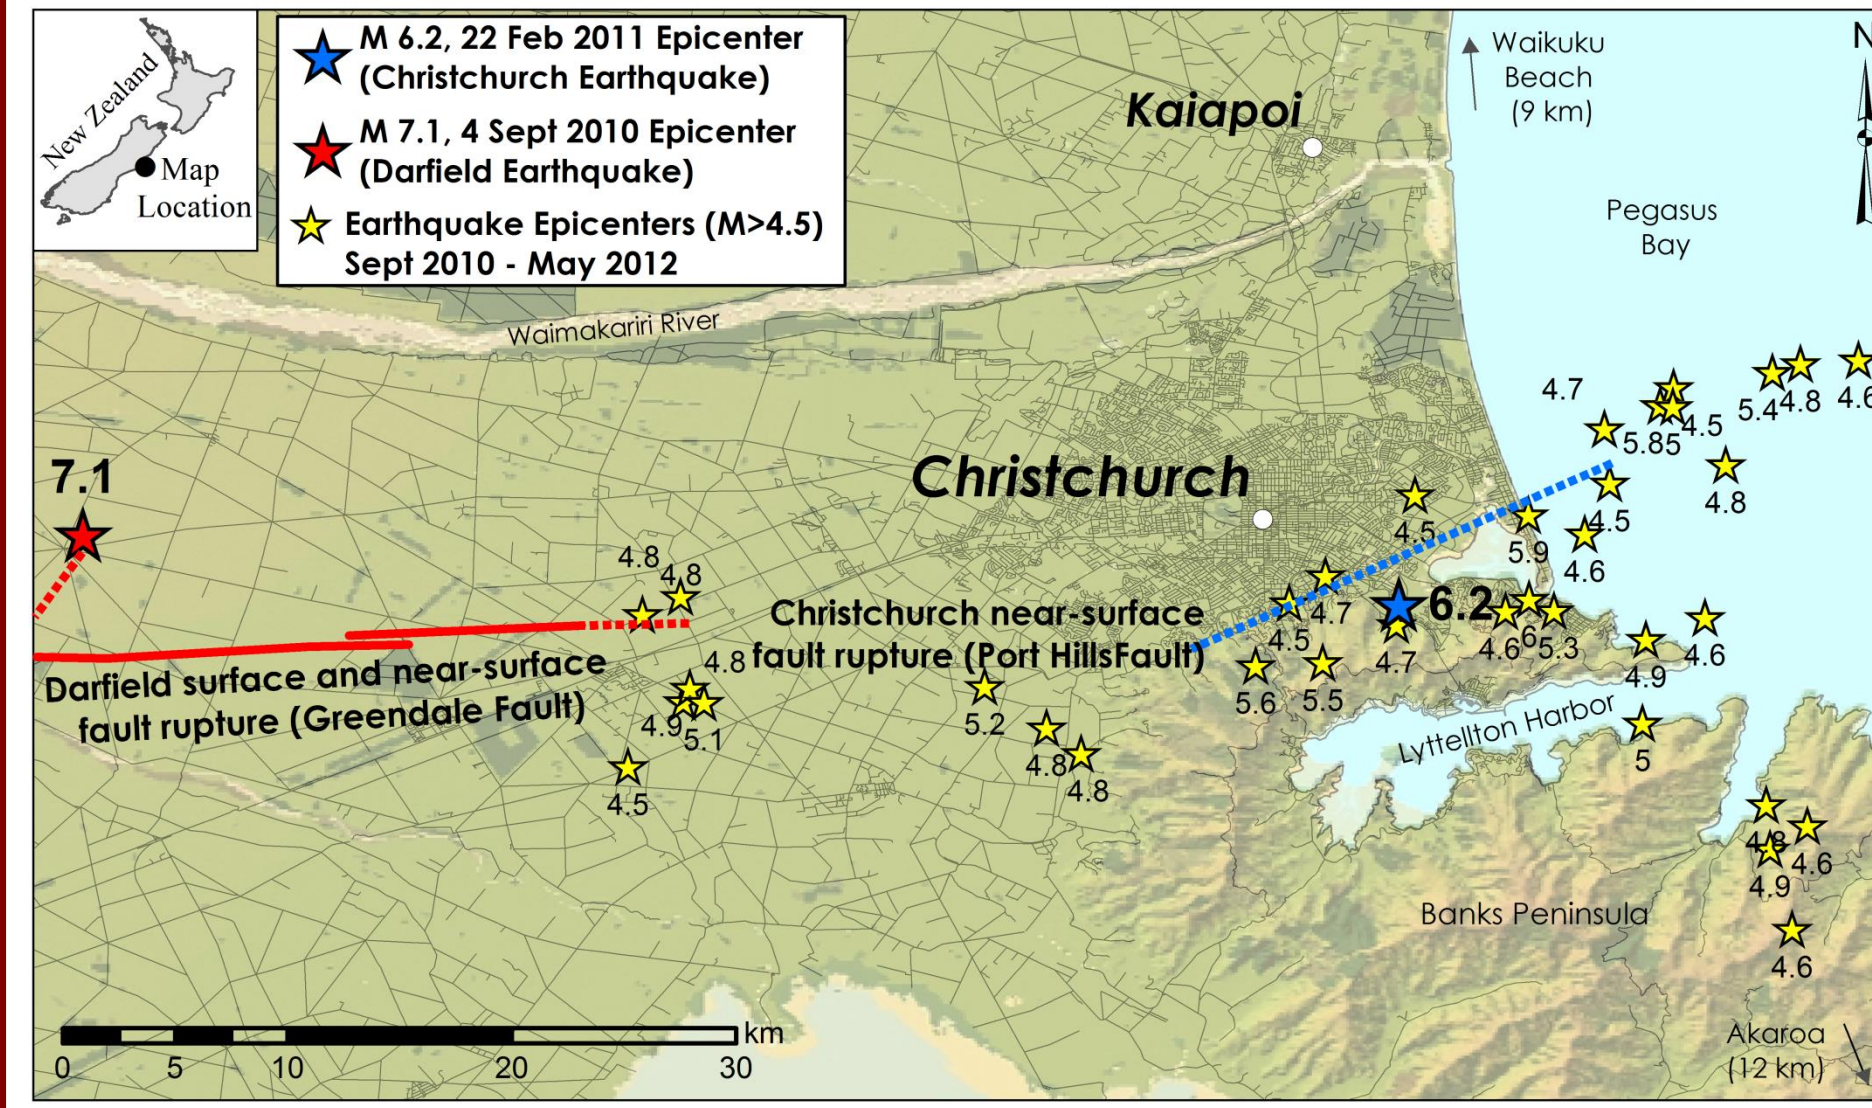 New Zealand
Map
Location
M 6.2, 22 Feb 2011 Epicenter
(Christchurch Earthquake)
M 7.1, 4 Sept 2010 Epicenter
(Darfield Earthquake)
Earthquake Epicenters (M>4.5)
Sept 2010 - May 2012
Kaiapoi
Waikuku
Beach
(9 km)
N
Pegasus
Bay
Waimakariri River
Christchurch
7.1
4.7
5.4
4.8
4.6
5.85
4.5
4.8
4.5
4.5
5.9
4.6
4.8
4.8
Christchurch near-surface
fault rupture (Port HillsFault)
4.5
4.7
6.2
4.7
4.6
6
5.3
4.9
4.6
5.6
5.5
Darfield surface and near-surface
fault rupture (Greendale Fault)
4.8
4.9
5.1
4.5
5.2
4.8
4.8
Lyttellton Harbor
5
4.8
4.6
4.9
4.6
Banks Peninsula
Akaroa
(12 km)
km
0 5 10 20 30